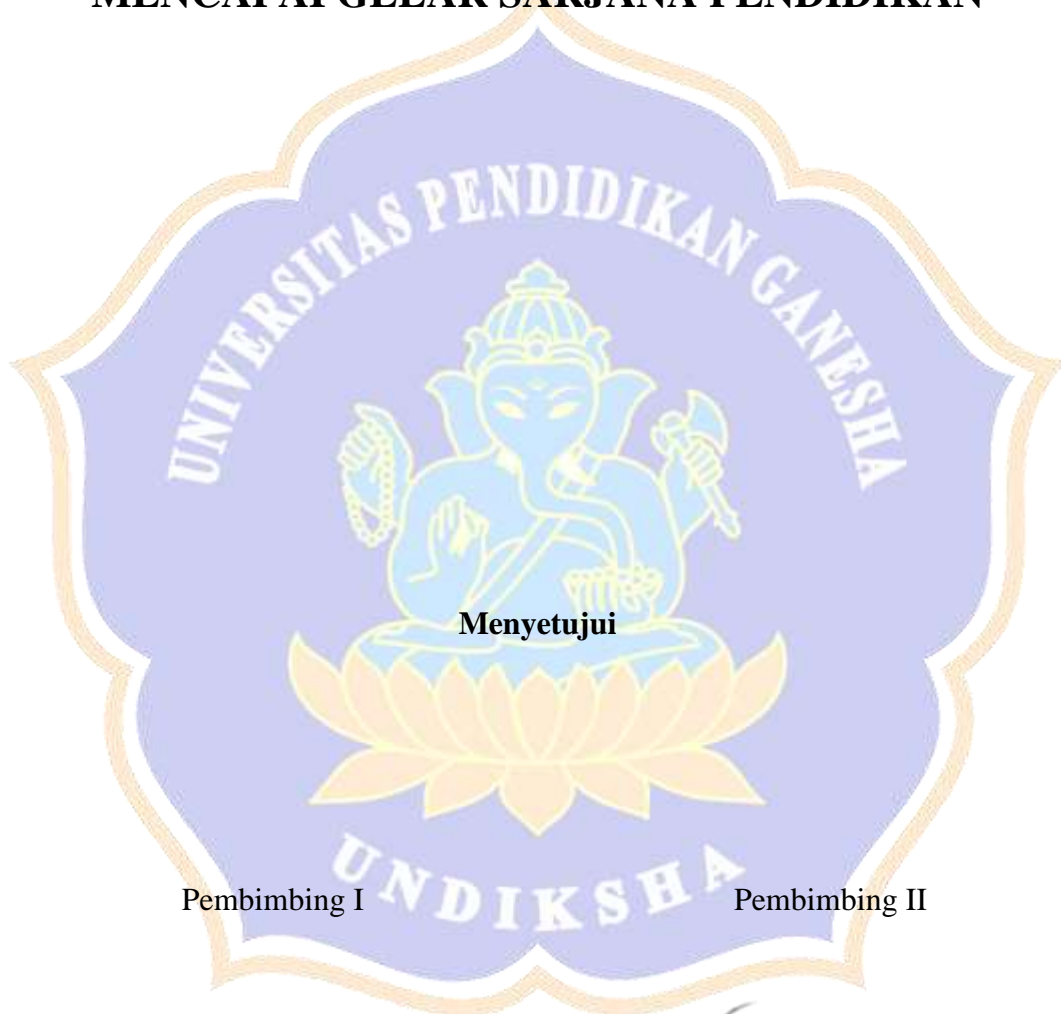 MENCAPAI GELAR SARJANA PENDIDIKAN
UNIVERSITAS PENDIDIKAN GANESHA
Menyetujui
UNDIKSHA
Pembimbing I Pembimbing II